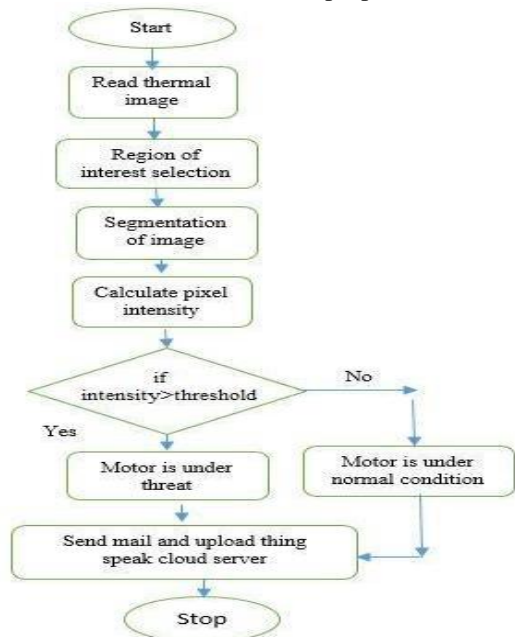 Start
Read thermal
image
Region of
interest selection
Segmentation
of image
Calculate pixel
intensity
if
intensity>threshold
No
Yes
Motor is under
threat
Motor is under
normal condition
Send mail and upload thing
speak cloud server
Stop